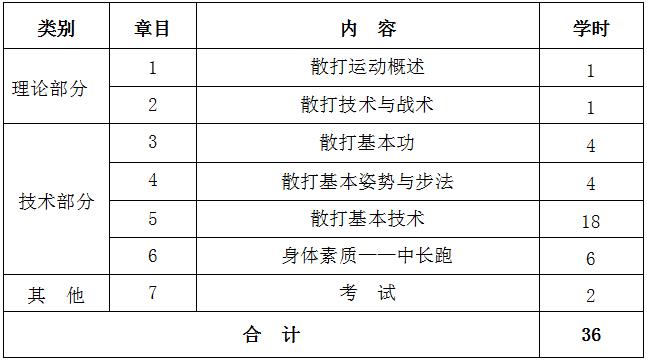 类别 章目 内 容 学时
理论部分 1 散打运动概述 1
2 散打技术与战术 1
技术部分 3 散打基本功 4
4 散打基本姿势与步法 4
5 散打基本技术 18
6 身体素质——中长跑 6
其 他 7 考 试 2
合 计 36